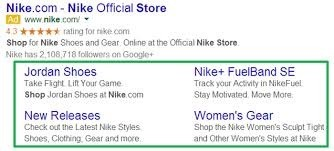 Nike.com - Nike Official Store
Ad www.nike.com/
4.3 rating for nike.com
Shop for Nike Shoes and Gear. Online at the Official Nike Store.
Nike has 2,108,718 followers on Google+
Jordan Shoes
Take Flight. Lift Your Game.
Shop Jordan Shoes at Nike.com
Nike+ FuelBand SE
Track your Activity in NikeFuel.
Stay Motivated. Move More.
New Releases
Check out the Latest Nike Styles.
Shoes, Clothing, Gear and more.
Women's Gear
Shop the Nike Women's Sculpt Tight
and Other Women's Styles at Nike